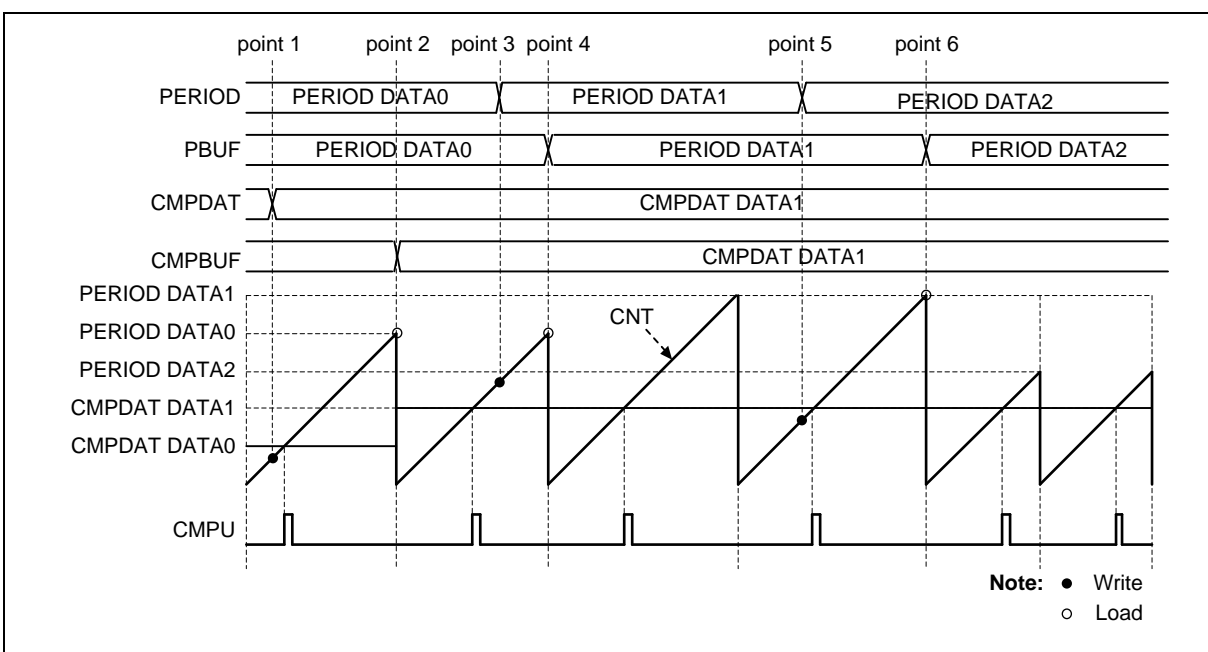 point 1 point 2 point 3 point 4 point 5 point 6
PERIOD PERIOD DATA0 PERIOD DATA1 PERIOD DATA2
PBUF PERIOD DATA0 PERIOD DATA1 PERIOD DATA2
CMPDAT CMPDAT DATA1
CMPBUF CMPDAT DATA1
PERIOD DATA1
CNT
PERIOD DATA0
PERIOD DATA2
CMPDAT DATA1
CMPDAT DATA0
CMPU
Note: Write
Load